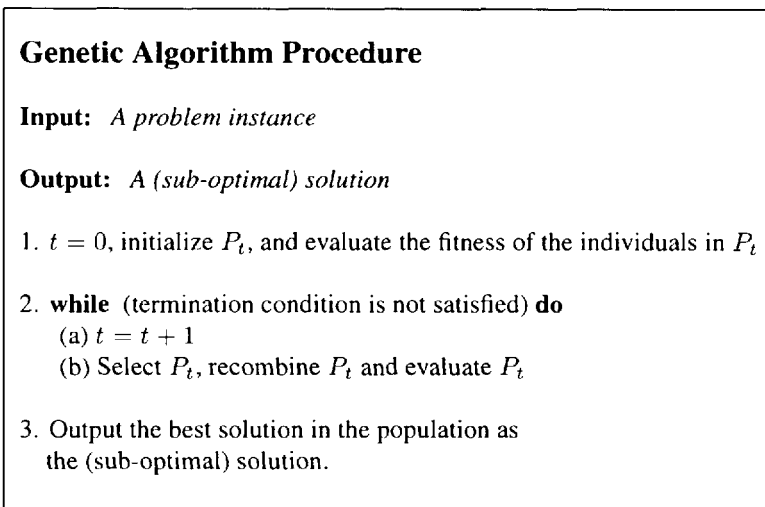 Genetic Algorithm Procedure
Input: A problem instance
Output: A (sub-optimal) solution
1. t = 0, initialize P_t, and evaluate the fitness of the individuals in P_t
2. while (termination condition is not satisfied) do
(a) t = t + 1
(b) Select P_t, recombine P_t and evaluate P_t
3. Output the best solution in the population as
the (sub-optimal) solution.